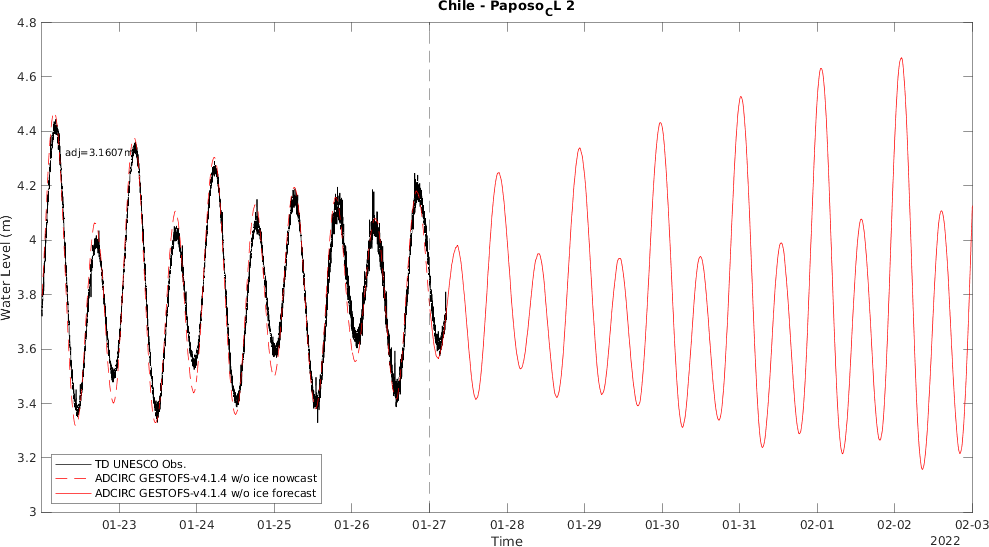 Chile - Paposo_CL 2
4.8
4.6
4.4
4.2
4
3.8
3.6
3.4
3.2
3
Water Level (m)
adj=3.1607m
TD UNESCO Obs.
ADCIRC GESTOFS-v4.1.4 w/o ice nowcast
ADCIRC GESTOFS-v4.1.4 w/o ice forecast
01-23 01-24 01-25 01-26 01-27 01-28 01-29 01-30 01-31 02-01 02-02 02-03
Time
2022